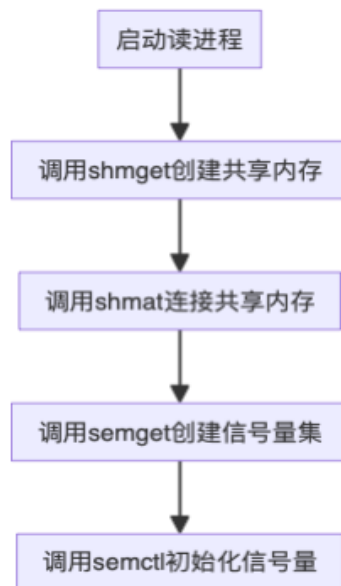 启动读进程
调用shmget创建共享内存
调用shmat连接共享内存
调用semget创建信号量集
调用semctl初始化信号量